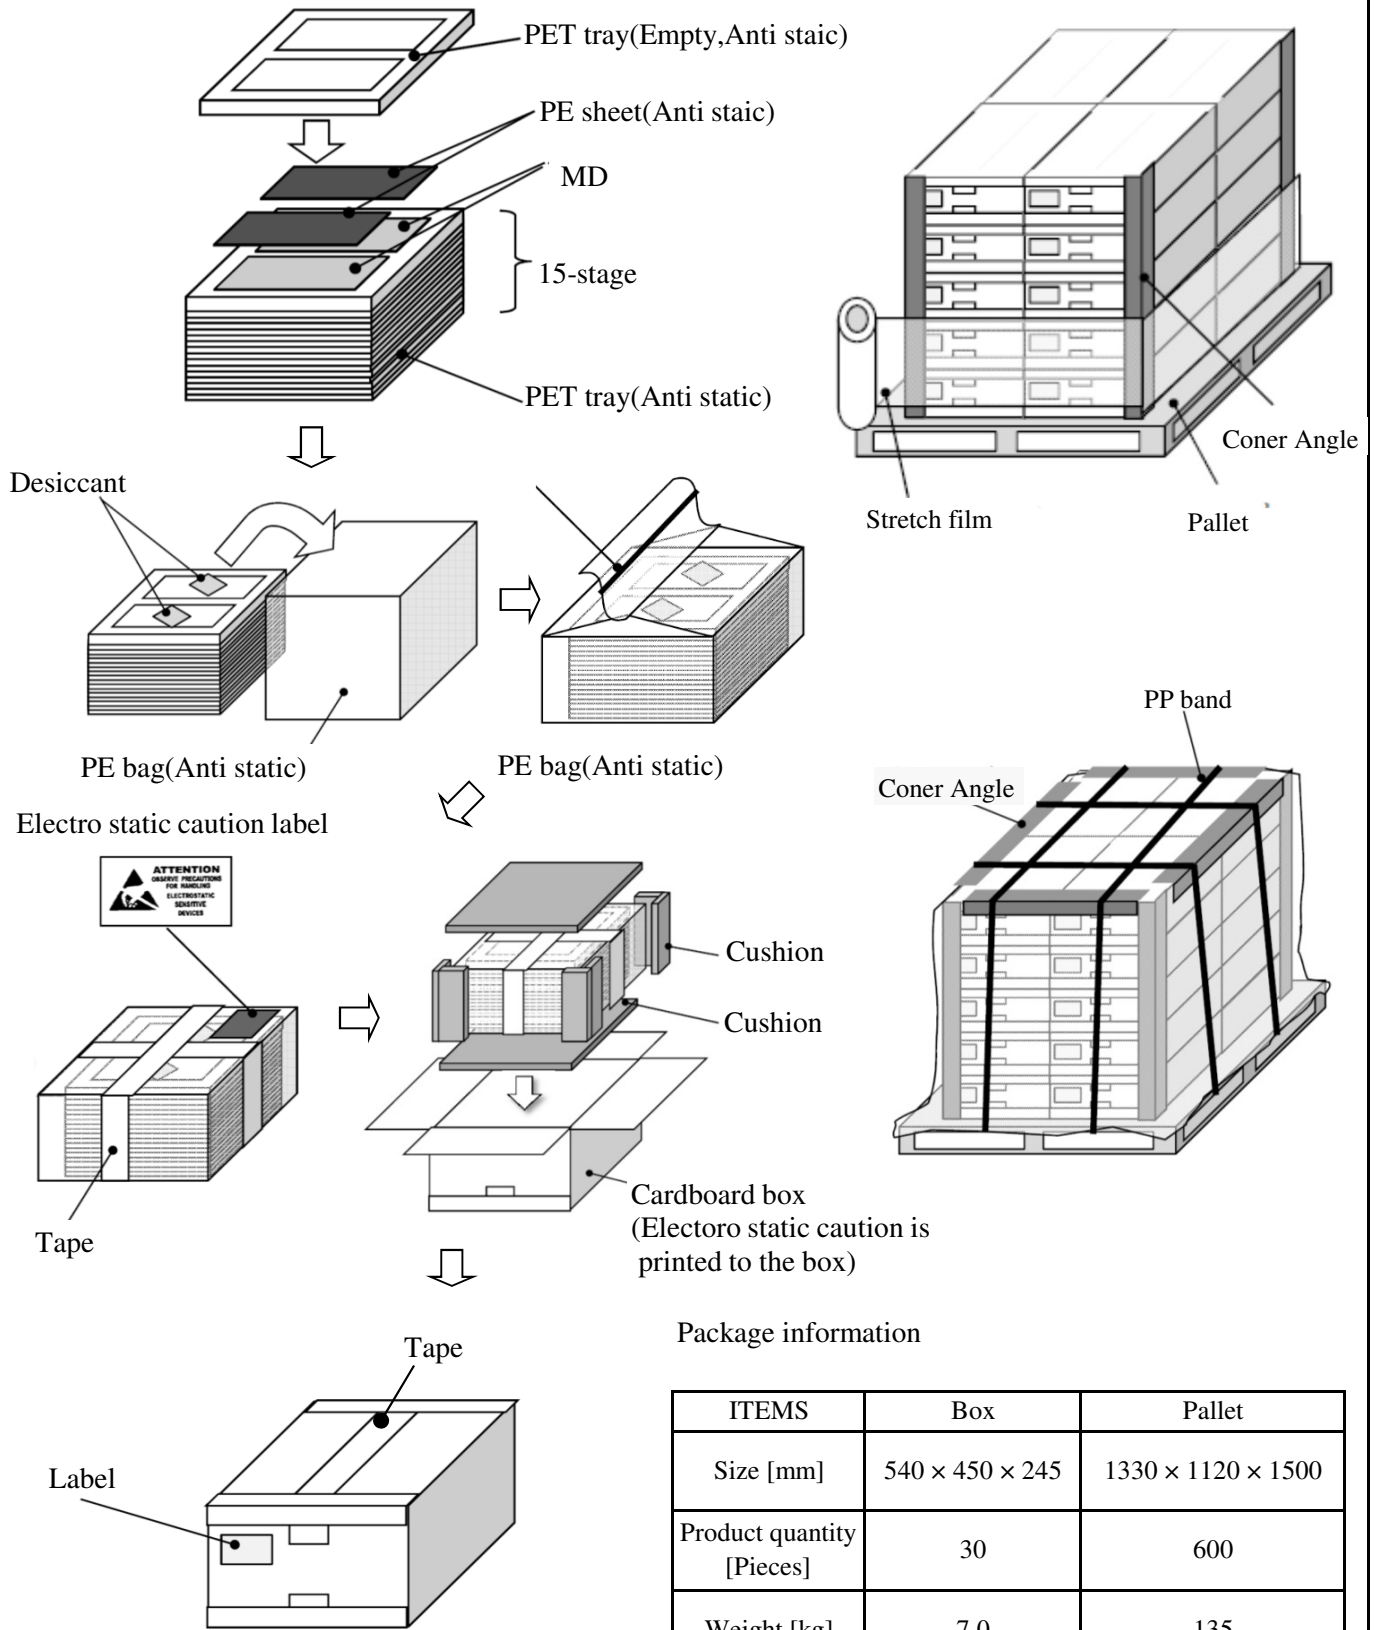 PET tray(Empty,Anti staic)
PE sheet(Anti staic)
MD
15-stage
PET tray(Anti static)
Coner Angle
Stretch film
Pallet
Desiccant
PE bag(Anti static)
PE bag(Anti static)
PP band
Coner Angle
Electro static caution label
ATTENTION
OBSERVE PRECAUTIONS
FOR HANDLING
ELECTROSTATIC
SENSITIVE
DEVICES
Cushion
Cushion
Tape
Cardboard box
(Electoro static caution is
printed to the box)
Tape
Label
Package information
ITEMS Box Pallet
Size [mm] 540 × 450 × 245 1330 × 1120 × 1500
Product quantity
[Pieces] 30 600
Weight [kg] 7.0 135